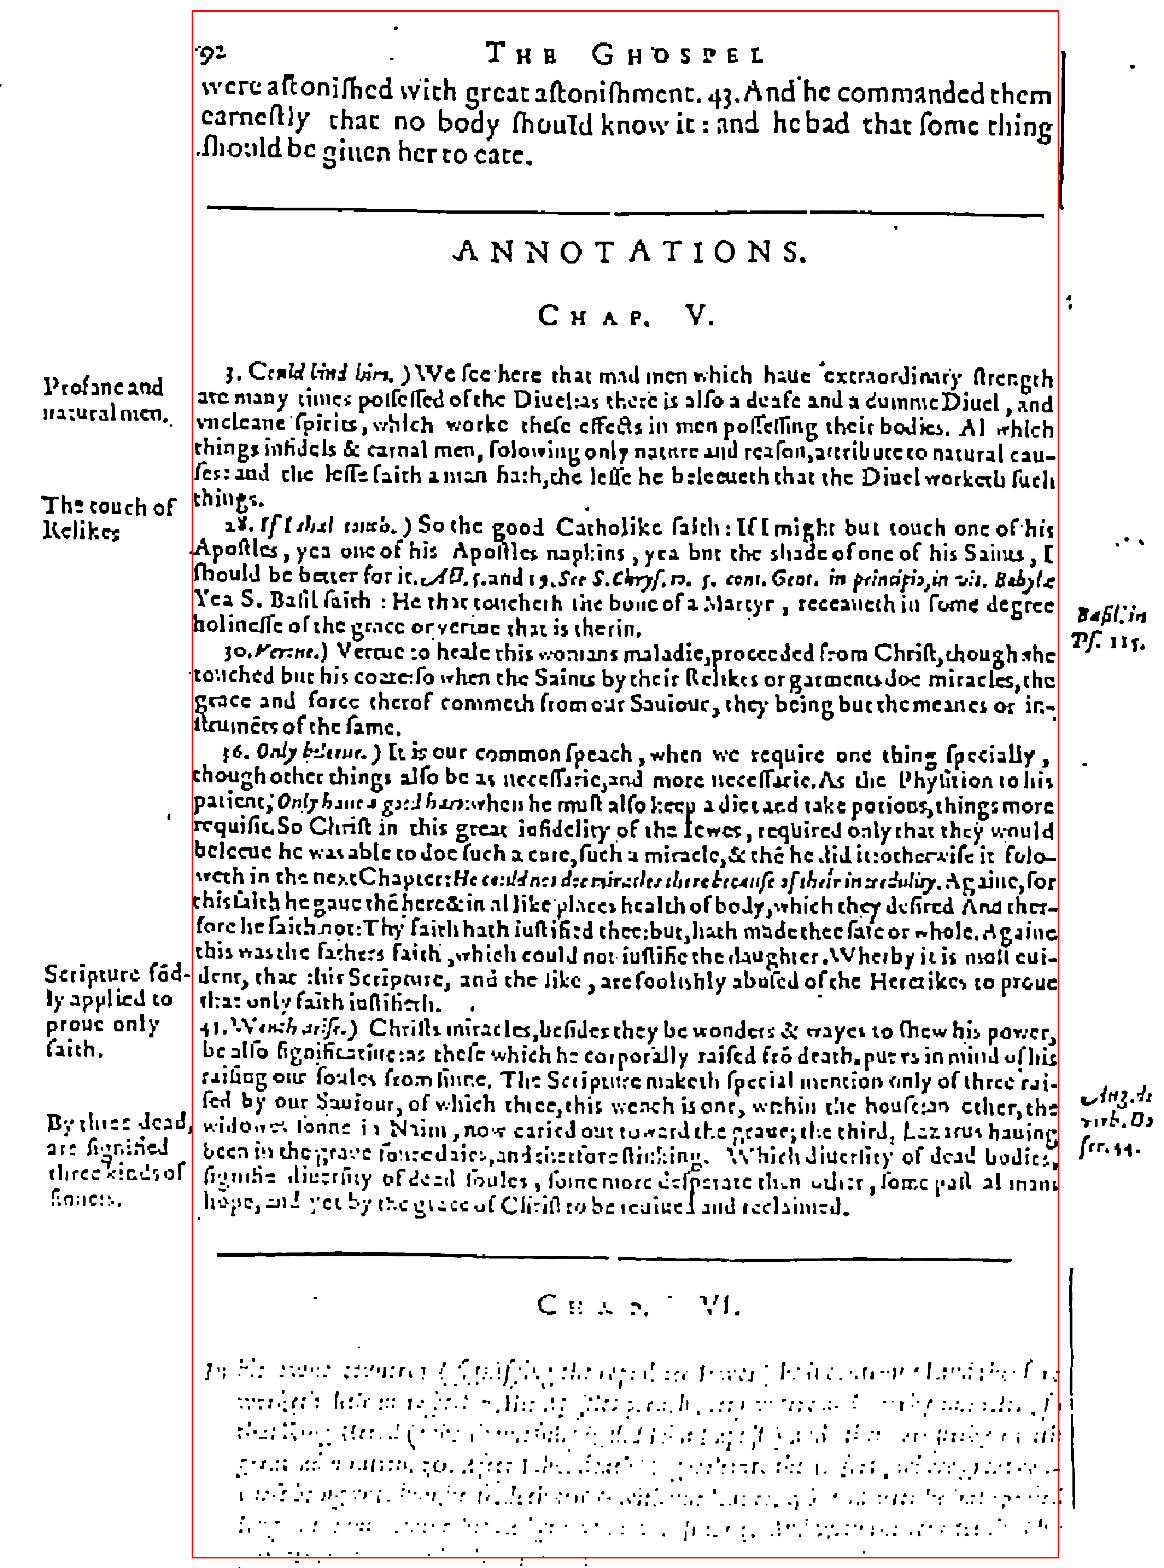 92 THE GHOSPEL
were aſtoniſhed with great aſtoniſhment. 43. And he commanded them
earneſtly that no body ſhould know it: and he bad that ſome thing
ſhould be giuen her to eate.
ANNOTATIONS.
CHAP. V.
Profane and
natural men.
3. Could bind him.) We ſee here that mad men which haue extraordinary ſtrength
are many times poſſeſſed of the Diuel: as there is alſo a deafe and a dumme Diuel, and
vncleane ſpirits, which worke theſe effects in men poſſeſſing their bodies. Al which
things infidels & carnal men, folowing only nature and reaſon, attribute to natural cau-
ſes: and the leſſe faith a man hath, the leſſe he beleeueth that the Diuel worketh ſuch
things.
The touch of
Relikes
28. If I shal touch.) So the good Catholike faith: If I might but touch one of his
Apoſtles, yea one of his Apoſtles napkins, yea but the shade of one of his Saints, I
ſhould be better for it. Act. 5. and 19. See S. Chryſ. to. 5. cont. Gent. in principio, in vit. Babylæ
Yea S. Baſil ſaith: He that toucheth the bone of a Martyr, receaueth in ſome degree
holineſſe of the grace or vertue that is therin.
Baſil. in
Pſ. 115.
30. Vertue.) Vertue to heale this womans maladie, proceeded from Chriſt, though she
touched but his coate: ſo when the Saints by their Relikes or garments doe miracles, the
grace and force therof commeth from our Sauiour, they being but the meanes or in-
ſtrumẽts of the ſame.
36. Only beleeue.) It is our common ſpeach, when we require one thing ſpecially,
though other things alſo be as neceſſarie, and more neceſſarie. As the Phyſition to his
patient, Only haue a good hart: when he muſt alſo keep a diet and take potions, things more
requiſit. So Chriſt in this great infidelity of the Iewes, required only that they would
beleeue he was able to doe ſuch a cure, ſuch a miracle, & thẽ he did it: otherwiſe it folo-
weth in the next Chapter: He could not doe miracles there becauſe of their incredulity. Againe, for
this faith he gaue thẽ here & in al like places health of body, which they deſired And ther-
fore he ſaith not: Thy faith hath iuſtified thee: but, hath made thee ſafe or whole. Againe
this was the fathers faith, which could not iuſtifie the daughter. Wherby it is moſt eui-
dent, that this Scripture, and the like, are fooliſhly abuſed of the Heretikes to proue
that only faith iuſtifieth.
Scripture fõd-
ly applied to
proue only
faith.
41. Wench ariſe.) Chriſts miracles, beſides they be wonders & wayes to ſhew his power,
be alſo ſignificatiue: as theſe which he corporally raiſed frõ death, put vs in mind of his
raiſing our ſoules from ſinne. The Scripture maketh ſpecial mention only of three rai-
ſed by our Sauiour, of which three, this wench is one, within the houſe: an other, the
widowes ſonne in Naim, now caried out toward the graue; the third, Lazarus hauing
been in the graue foure daies, and therfore ſtinking. Which diuerſity of dead bodies,
ſignifie diuerſity of dead ſoules, ſome more deſperate then other, ſome paſt al mans
hope, and yet by the grace of Chriſt to be reuiued and reclaimed.
By three dead,
are ſignified
three kinds of
ſinners.
Aug. de
verb. Do
ſer. 44.
CHAP. VI.